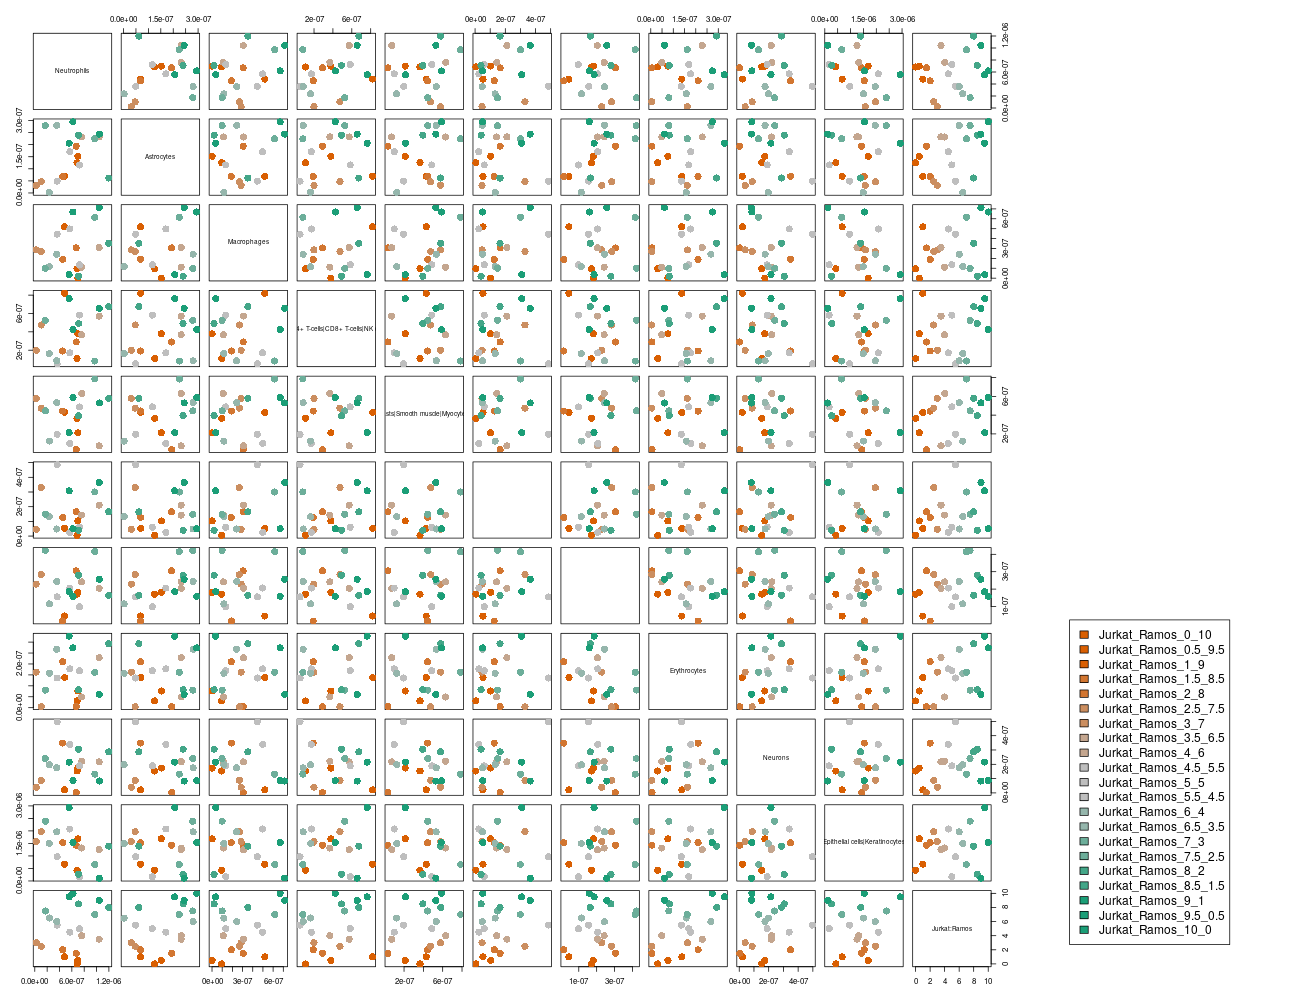 0.0e+00 1.5e-07 3.0e-07
2e-07 6e-07
0e+00 2e-07 4e-07
0.0e+00 1.5e-07 3.0e-07
0.0e+00 1.5e-06 3.0e-06
Neutrophils
0.0e+00 6.0e-07 1.2e-06
0.0e+00 1.5e-07 3.0e-07
Astrocytes
Macrophages
0e+00 3e-07 6e-07
2e-07 6e-07
4+ T-cells|CD8+ T-cells|NK
sts|Smooth muscle|Myocyte
2e-07 6e-07
0e+00 2e-07 4e-07
1e-07 3e-07
0.0e+00 2.0e-07
Erythrocytes
Neurons
0e+00 2e-07 4e-07
0.0e+00 1.5e-06 3.0e-06
Epithelial cells|Keratinocytes
Jurkat:Ramos
0 2 4 6 8 10
0.0e+00 6.0e-07 1.2e-06
0e+00 3e-07 6e-07
2e-07 6e-07
1e-07 3e-07
0e+00 2e-07 4e-07
0 2 4 6 8 10
Jurkat_Ramos_0_10
Jurkat_Ramos_0.5_9.5
Jurkat_Ramos_1_9
Jurkat_Ramos_1.5_8.5
Jurkat_Ramos_2_8
Jurkat_Ramos_2.5_7.5
Jurkat_Ramos_3_7
Jurkat_Ramos_3.5_6.5
Jurkat_Ramos_4_6
Jurkat_Ramos_4.5_5.5
Jurkat_Ramos_5_5
Jurkat_Ramos_5.5_4.5
Jurkat_Ramos_6_4
Jurkat_Ramos_6.5_3.5
Jurkat_Ramos_7_3
Jurkat_Ramos_7.5_2.5
Jurkat_Ramos_8_2
Jurkat_Ramos_8.5_1.5
Jurkat_Ramos_9_1
Jurkat_Ramos_9.5_0.5
Jurkat_Ramos_10_0